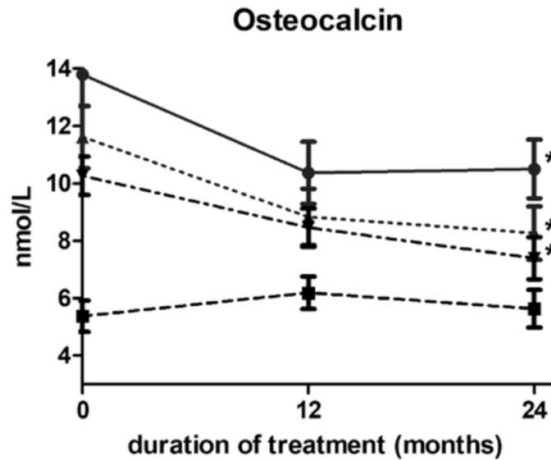 Osteocalcin
14
12
10
8
6
4
nmol/L
*
*
*
0 12 24
duration of treatment (months)